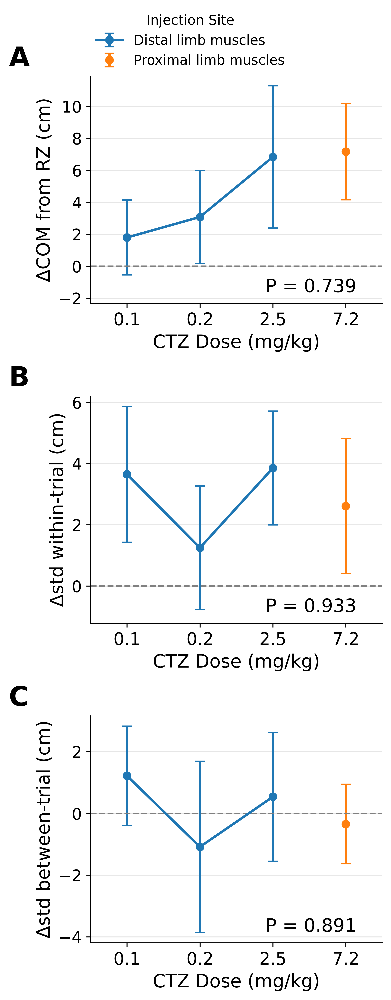 Injection Site
Distal limb muscles
Proximal limb muscles
A
ΔCOM from RZ (cm)
10
8
6
4
2
0
−2
P = 0.739
0.1 0.2 2.5 7.2
CTZ Dose (mg/kg)
B
Δstd within-trial (cm)
6
4
2
0
P = 0.933
0.1 0.2 2.5 7.2
CTZ Dose (mg/kg)
C
Δstd between-trial (cm)
2
0
−2
−4
P = 0.891
0.1 0.2 2.5 7.2
CTZ Dose (mg/kg)